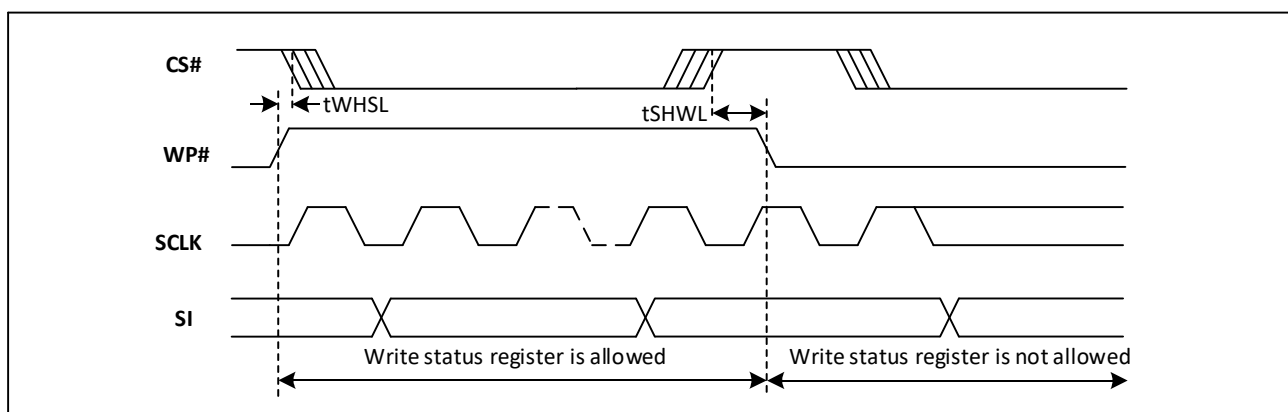 CS#
tWHSL
tSHWL
WP#
SCLK
SI
Write status register is allowed
Write status register is not allowed